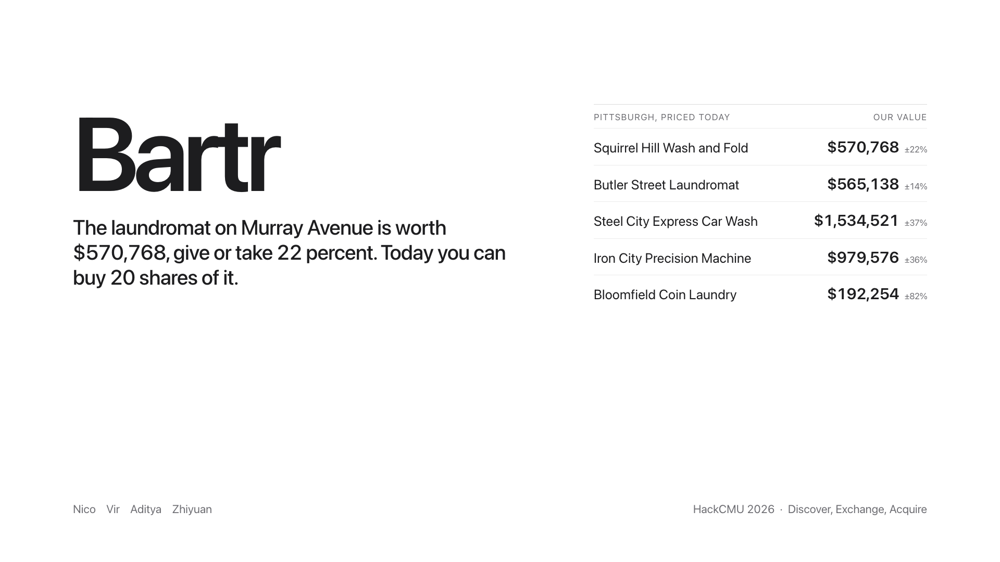 Bartr
The laundromat on Murray Avenue is worth
$570,768, give or take 22 percent. Today you can
buy 20 shares of it.
PITTSBURGH, PRICED TODAY OUR VALUE
Squirrel Hill Wash and Fold $570,768 ±22%
Butler Street Laundromat $565,138 ±14%
Steel City Express Car Wash $1,534,521 ±37%
Iron City Precision Machine $979,576 ±36%
Bloomfield Coin Laundry $192,254 ±82%
Nico Vir Aditya Zhiyuan
HackCMU 2026 · Discover, Exchange, Acquire